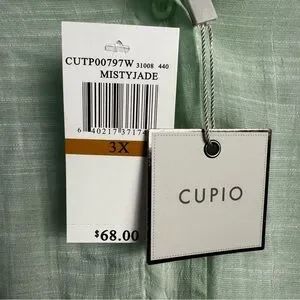 CUTP00797W 31008 440
MISTYJADE
3X
$68.00
CUPIO